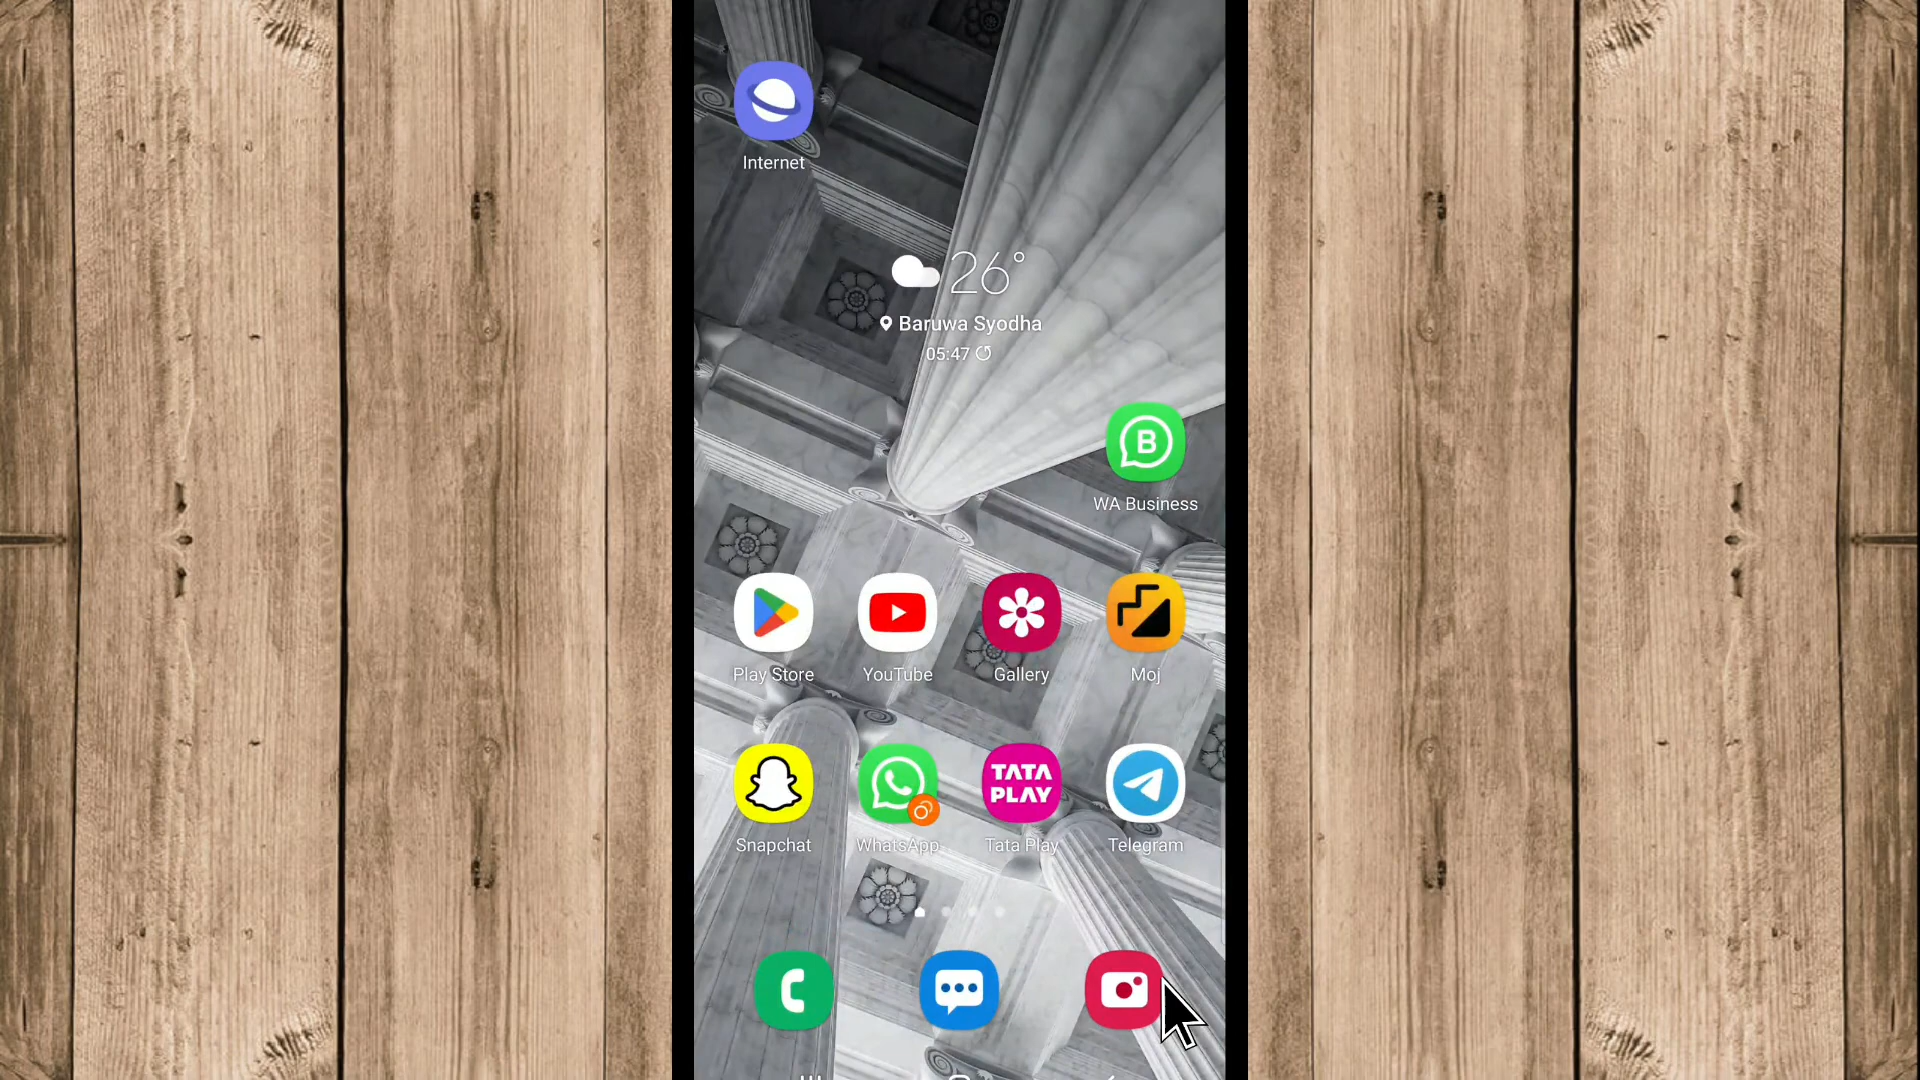 Internet
26°
Baruwa Syodha
05:47
B
WA Business
Play Store
YouTube
Gallery
Moj
TATA
PLAY
Snapchat
WhatsApp
Tata Play
Telegram